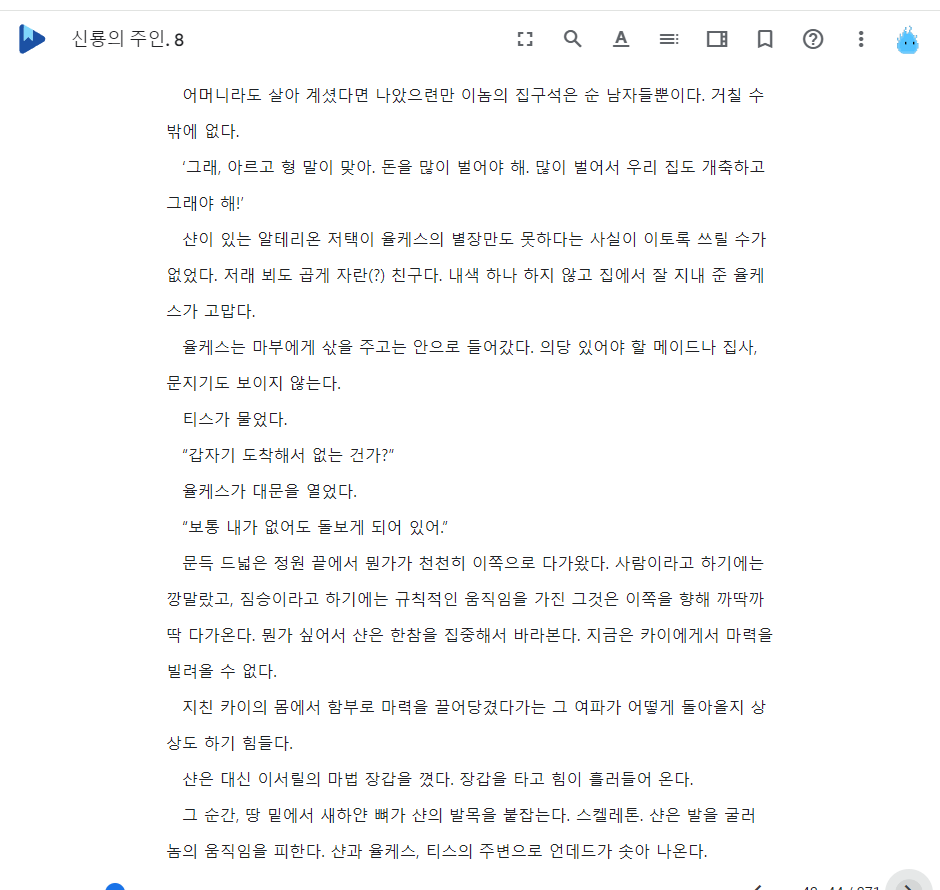 신룡의 주인. 8
어머니라도 살아 계셨다면 나았으련만 이놈의 집구석은 순 남자들뿐이다. 거칠 수
밖에 없다.
‘그래, 아르고 형 말이 맞아. 돈을 많이 벌어야 해. 많이 벌어서 우리 집도 개축하고
그래야 해!’
샨이 있는 알테리온 저택이 율케스의 별장만도 못하다는 사실이 이토록 쓰릴 수가
없었다. 저래 뵈도 곱게 자란(?) 친구다. 내색 하나 하지 않고 집에서 잘 지내 준 율케
스가 고맙다.
율케스는 마부에게 삯을 주고는 안으로 들어갔다. 의당 있어야 할 메이드나 집사,
문지기도 보이지 않는다.
티스가 물었다.
“갑자기 도착해서 없는 건가?”
율케스가 대문을 열었다.
“보통 내가 없어도 돌보게 되어 있어.”
문득 드넓은 정원 끝에서 뭔가가 천천히 이쪽으로 다가왔다. 사람이라고 하기에는
깡말랐고, 짐승이라고 하기에는 규칙적인 움직임을 가진 그것은 이쪽을 향해 까딱까
딱 다가온다. 뭔가 싶어서 샨은 한참을 집중해서 바라본다. 지금은 카이에게서 마력을
빌려올 수 없다.
지친 카이의 몸에서 함부로 마력을 끌어당겼다가는 그 여파가 어떻게 돌아올지 상
상도 하기 힘들다.
샨은 대신 이서릴의 마법 장갑을 꼈다. 장갑을 타고 힘이 흘러들어 온다.
그 순간, 땅 밑에서 새하얀 뼈가 샨의 발목을 붙잡는다. 스켈레톤. 샨은 발을 굴러
놈의 움직임을 피한다. 샨과 율케스, 티스의 주변으로 언데드가 솟아 나온다.